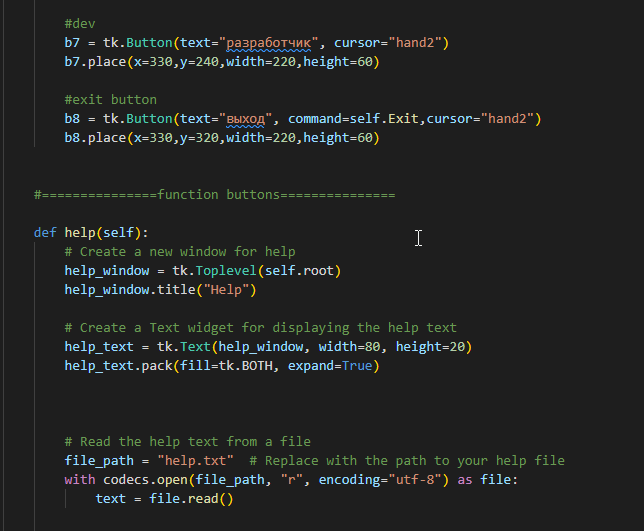 #dev
b7 = tk.Button(text="разработчик", cursor="hand2")
b7.place(x=330,y=240,width=220,height=60)
#exit button
b8 = tk.Button(text="выход", command=self.Exit,cursor="hand2")
b8.place(x=330,y=320,width=220,height=60)
#===============function buttons===============
def help(self):
# Create a new window for help
help_window = tk.Toplevel(self.root)
help_window.title("Help")
# Create a Text widget for displaying the help text
help_text = tk.Text(help_window, width=80, height=20)
help_text.pack(fill=tk.BOTH, expand=True)
# Read the help text from a file
file_path = "help.txt"  # Replace with the path to your help file
with codecs.open(file_path, "r", encoding="utf-8") as file:
text = file.read()